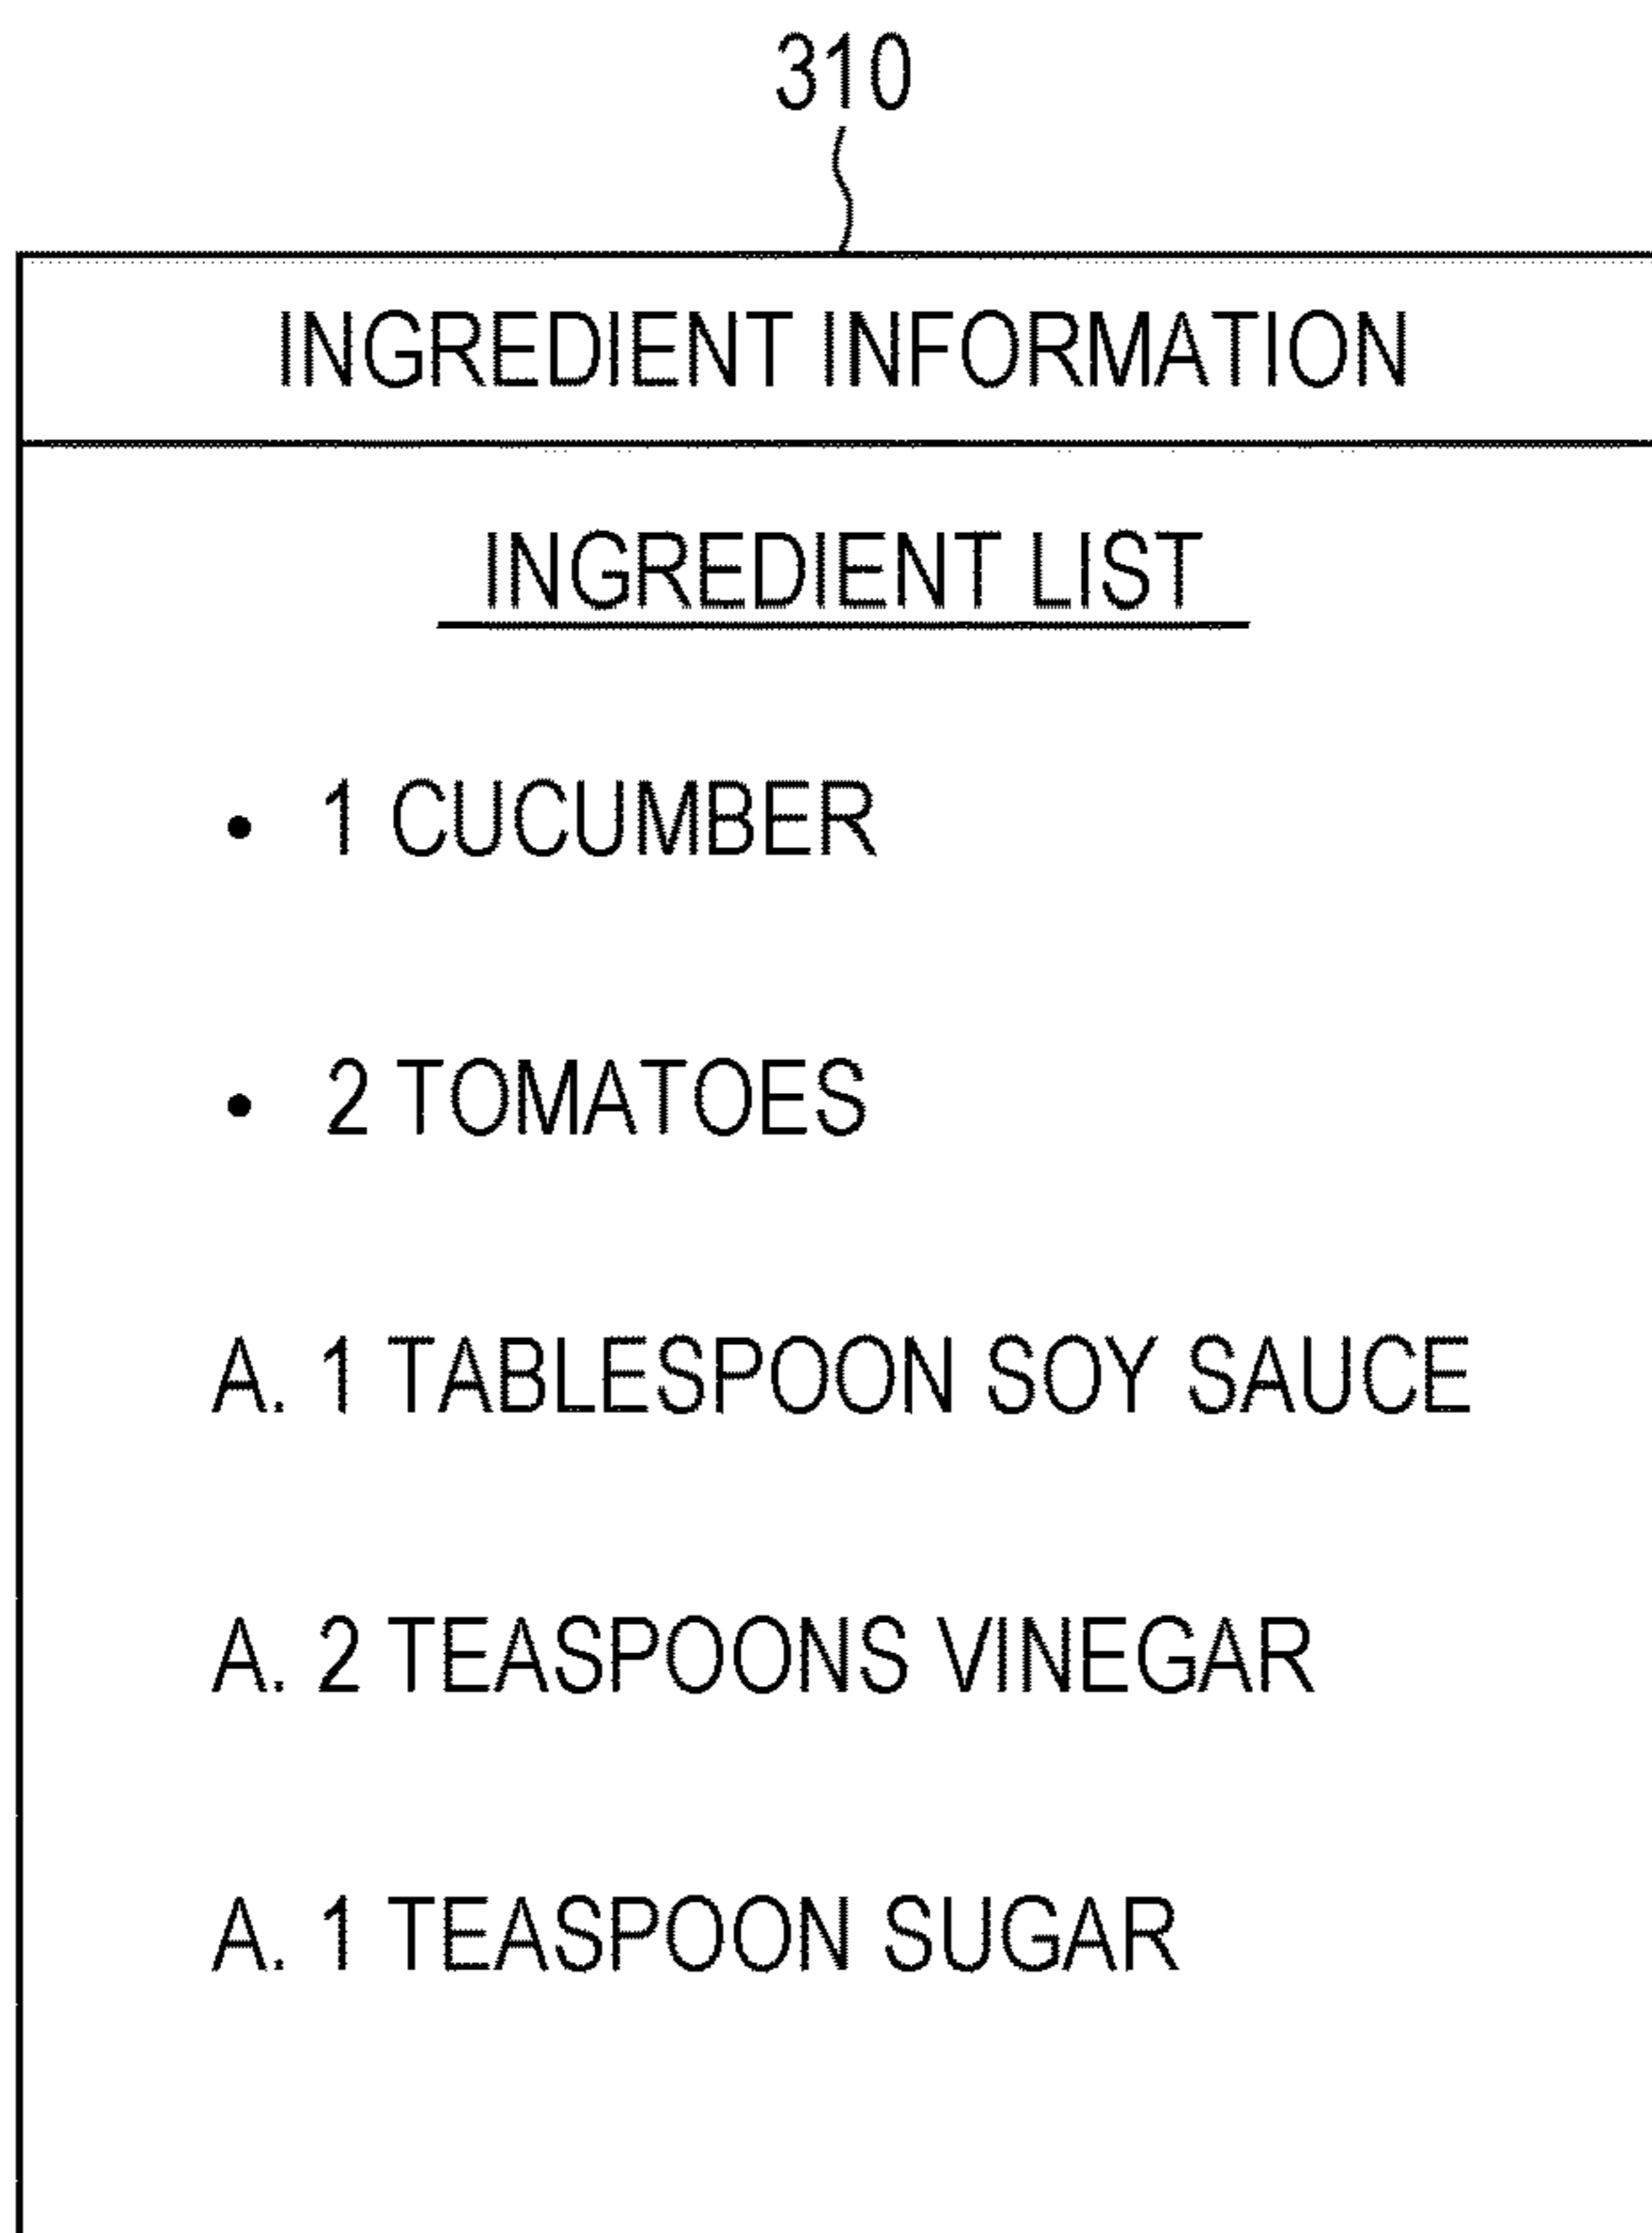 310
INGREDIENT INFORMATION
INGREDIENT LIST
• 1 CUCUMBER
• 2 TOMATOES
A. 1 TABLESPOON SOY SAUCE
A. 2 TEASPOONS VINEGAR
A. 1 TEASPOON SUGAR